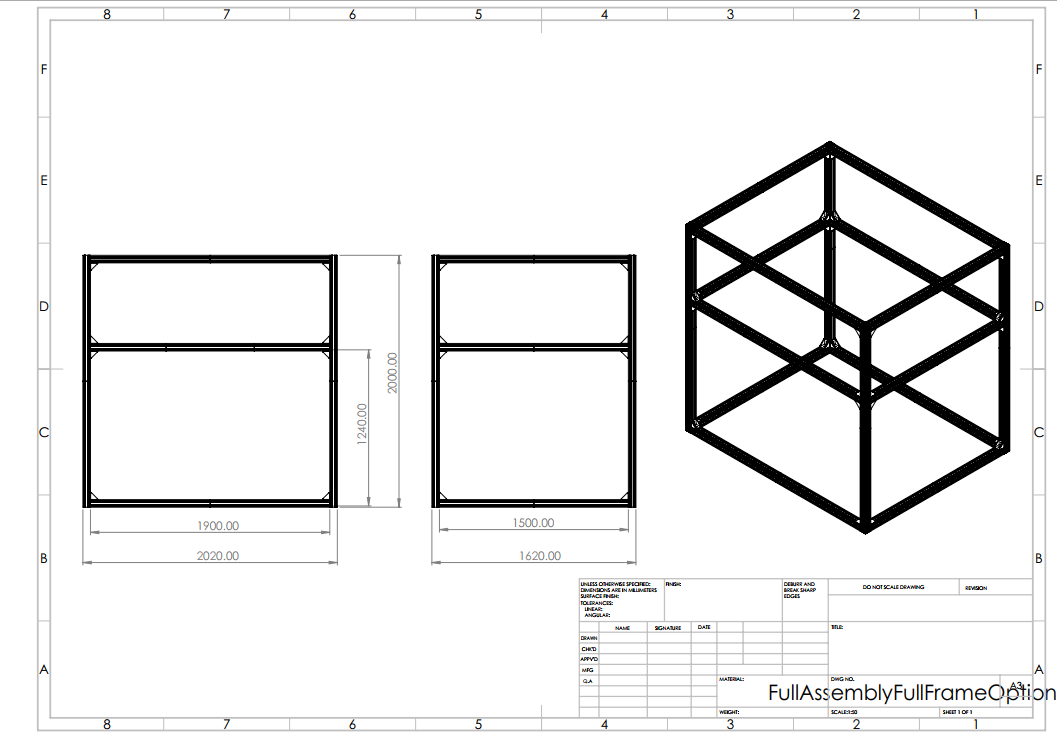 8 7 6 5 4 3 2 1
F F
E E
D D
2000.00
1240.00
C C
1900.00 1500.00
2020.00 1620.00
B B
UNLESS OTHERWISE SPECIFIED: FINISH: DEBURR AND DO NOT SCALE DRAWING REVISION
DIMENSIONS ARE IN MILLIMETERS BREAK SHARP
SURFACE FINISH: EDGES
TOLERANCES:
LINEAR:
ANGULAR:
NAME SIGNATURE DATE TITLE:
DRAWN
CHK'D
APPV'D
MFG
A A
Q.A MATERIAL: DWG NO. A3
FullAssemblyFullFrameOption
WEIGHT: SCALE:1:50 SHEET 1 OF 1
8 7 6 5 4 3 2 1